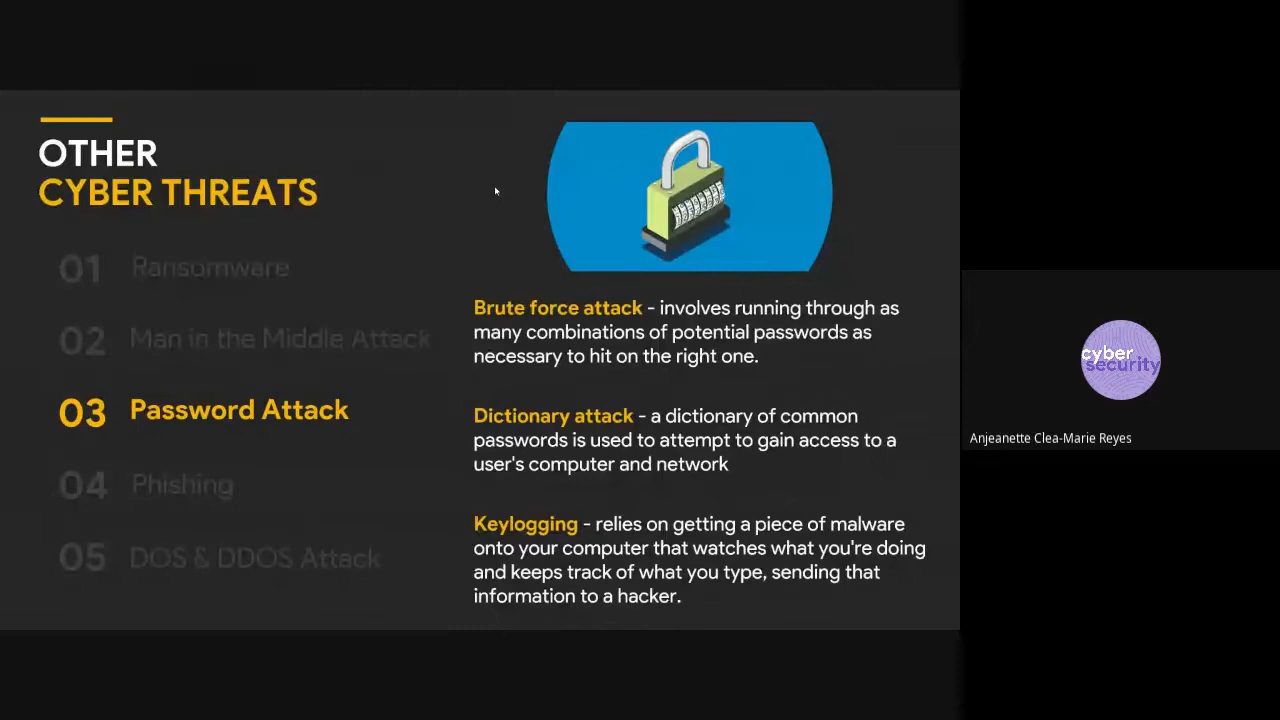 OTHER
CYBER THREATS
01 Ransomware
02 Man in the Middle Attack
03 Password Attack
04 Phishing
05 DOS & DDOS Attack
Brute force attack - involves running through as
many combinations of potential passwords as
necessary to hit on the right one.
Dictionary attack - a dictionary of common
passwords is used to attempt to gain access to a
user's computer and network
Keylogging - relies on getting a piece of malware
onto your computer that watches what you're doing
and keeps track of what you type, sending that
information to a hacker.
cyber
security
Anjeanette Clea-Marie Reyes